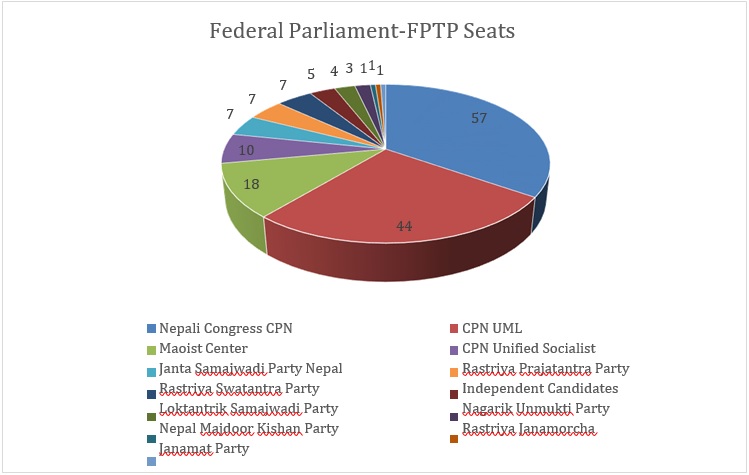 Federal Parliament-FPTP Seats
1 1 1
3
4
5
7
7
7
57
10
18
44
Nepali Congress CPN
CPN UML
Maoist Center
CPN Unified Socialist
Janta Samajwadi Party Nepal
Rastriya Prajatantra Party
Rastriya Swatantra Party
Independent Candidates
Loktantrik Samajwadi Party
Nagarik Unmukti Party
Nepal Majdoor Kishan Party
Rastriya Janamorcha
Janamat Party